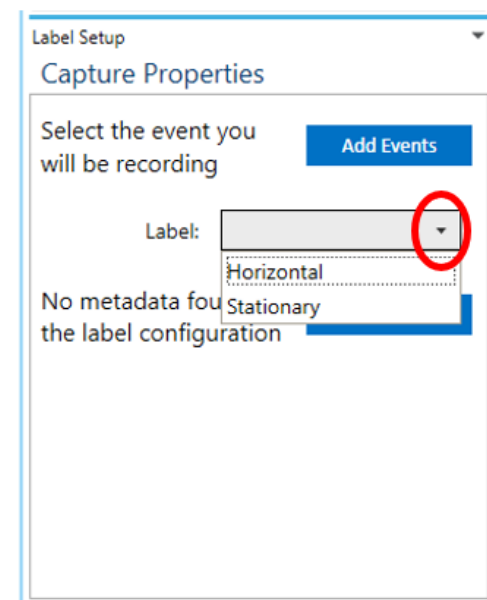 Label Setup
Capture Properties
Select the event you
will be recording
Add Events
Label:
Horizontal
Stationary
No metadata
the label configuration